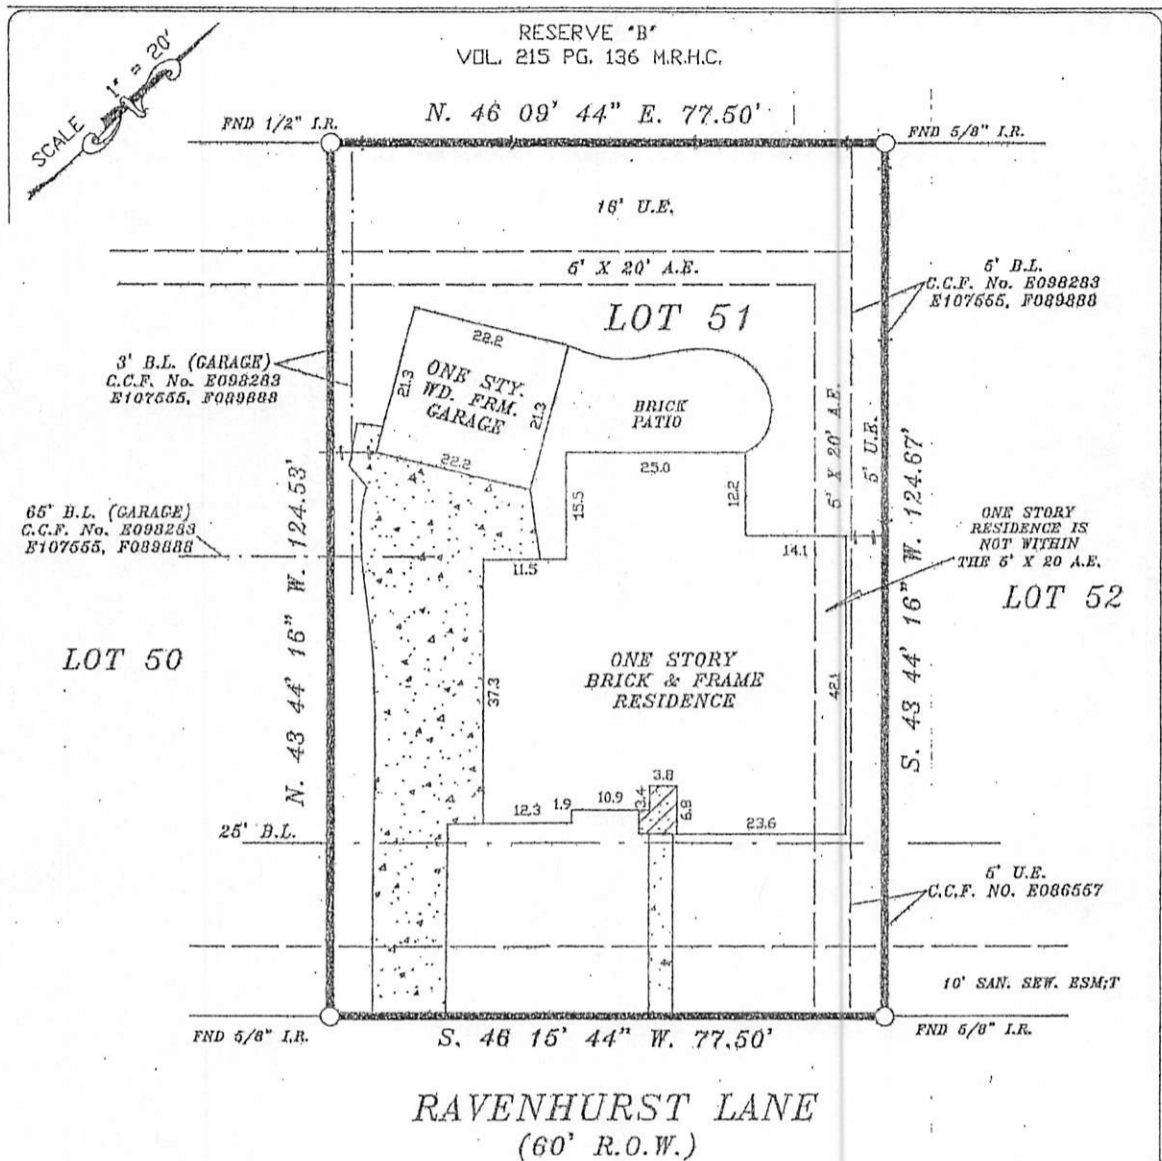 RESERVE "B"
VOL. 215 PG. 136 M.R.H.C.
SCALE 1" = 20'
N. 46 09' 44" E. 77.50'
FND 1/2" I.R.
FND 5/8" I.R.
16' U.E.
5' X 20' A.E.
LOT 51
5' B.L.
C.C.F. No. E098283
E107555, F089888
3' B.L. (GARAGE)
C.C.F. No. E098283
E107555, F089888
22.2
21.3
ONE STY.
WD. FRM.
GARAGE
21.3
22.2
BRICK
PATIO
25.0
15.5
12.2
5' X 20' A.E.
5' U.E.
N. 43 44' 16" W. 124.53'
S. 43 44' 16" W. 124.67'
65' B.L. (GARAGE)
C.C.F. No. E098283
E107555, F089888
11.5
14.1
ONE STORY
RESIDENCE IS
NOT WITHIN
THE 5' X 20 A.E.
LOT 52
LOT 50
ONE STORY
BRICK & FRAME
RESIDENCE
37.3
42.1
3.8
12.3
1.9
10.9
3.4
6.8
23.6
25' B.L.
5' U.E.
C.C.F. NO. E086557
10' SAN. SEW. ESM;T
FND 5/8" I.R.
S. 46 15' 44" W. 77.50'
FND 5/8" I.R.
RAVENHURST LANE
(60' R.O.W.)